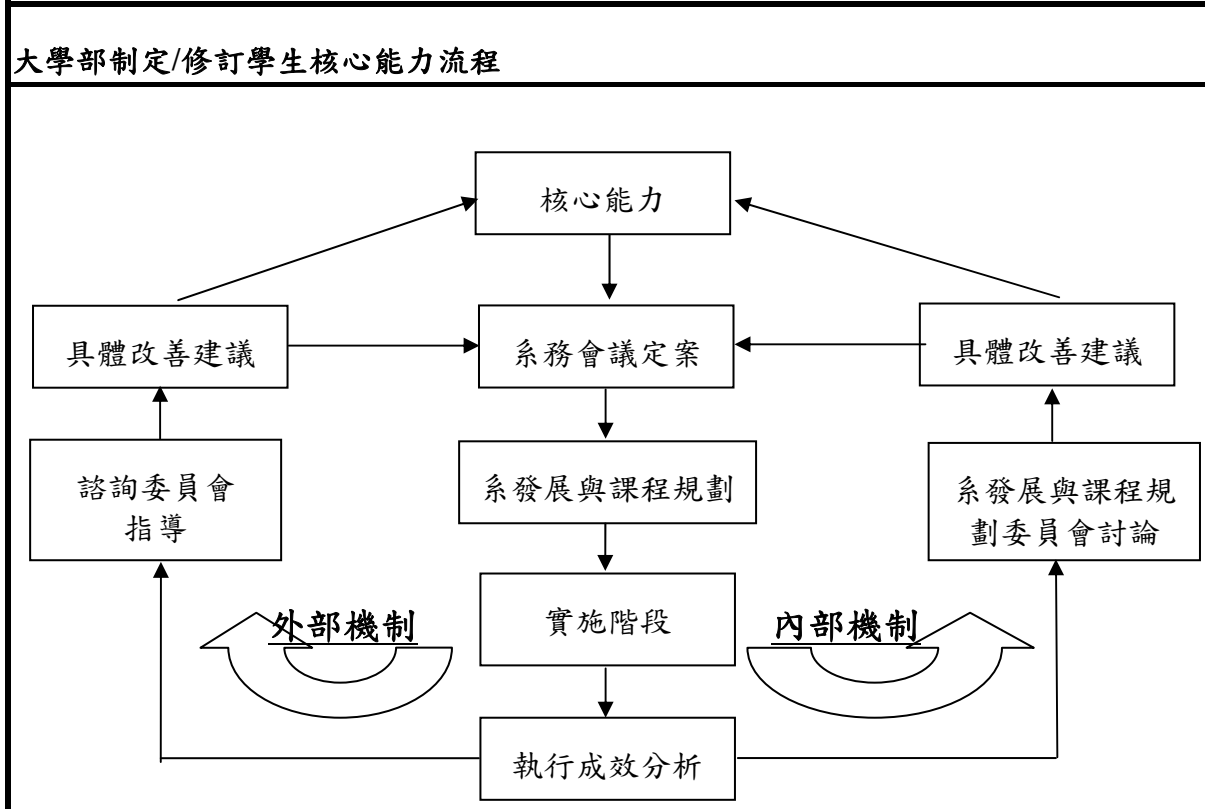 大學部制定/修訂學生核心能力流程
核心能力
具體改善建議
系務會議定案
具體改善建議
諮詢委員會
指導
系發展與課程規劃
系發展與課程規
劃委員會討論
外部機制
實施階段
內部機制
執行成效分析